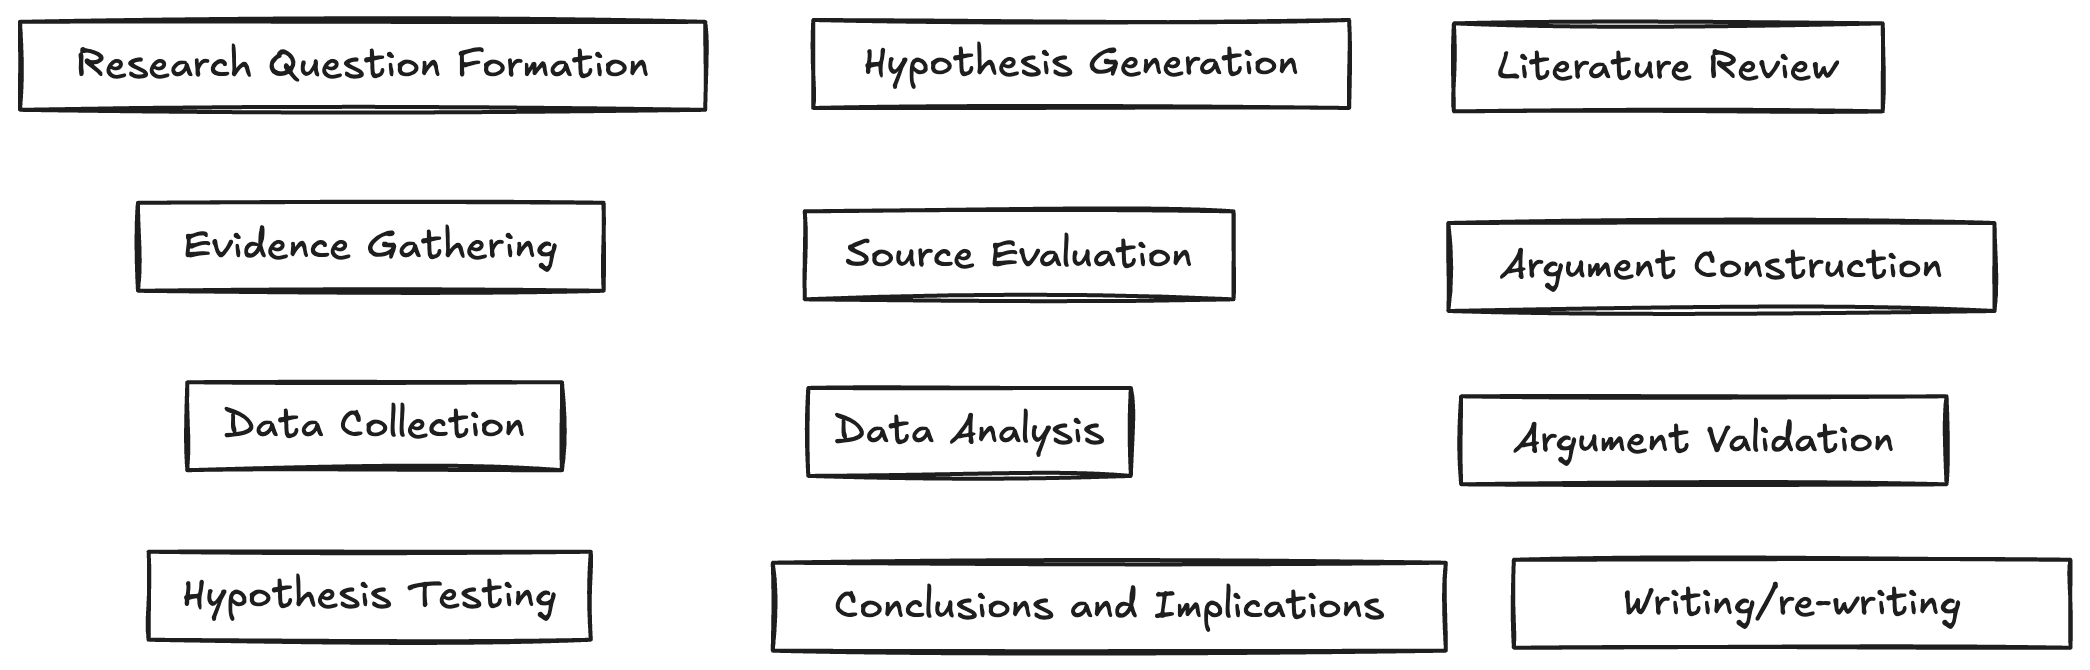 Research Question Formation
Hypothesis Generation
Literature Review
Evidence Gathering
Source Evaluation
Argument Construction
Data Collection
Data Analysis
Argument Validation
Hypothesis Testing
Conclusions and Implications
Writing/re-writing